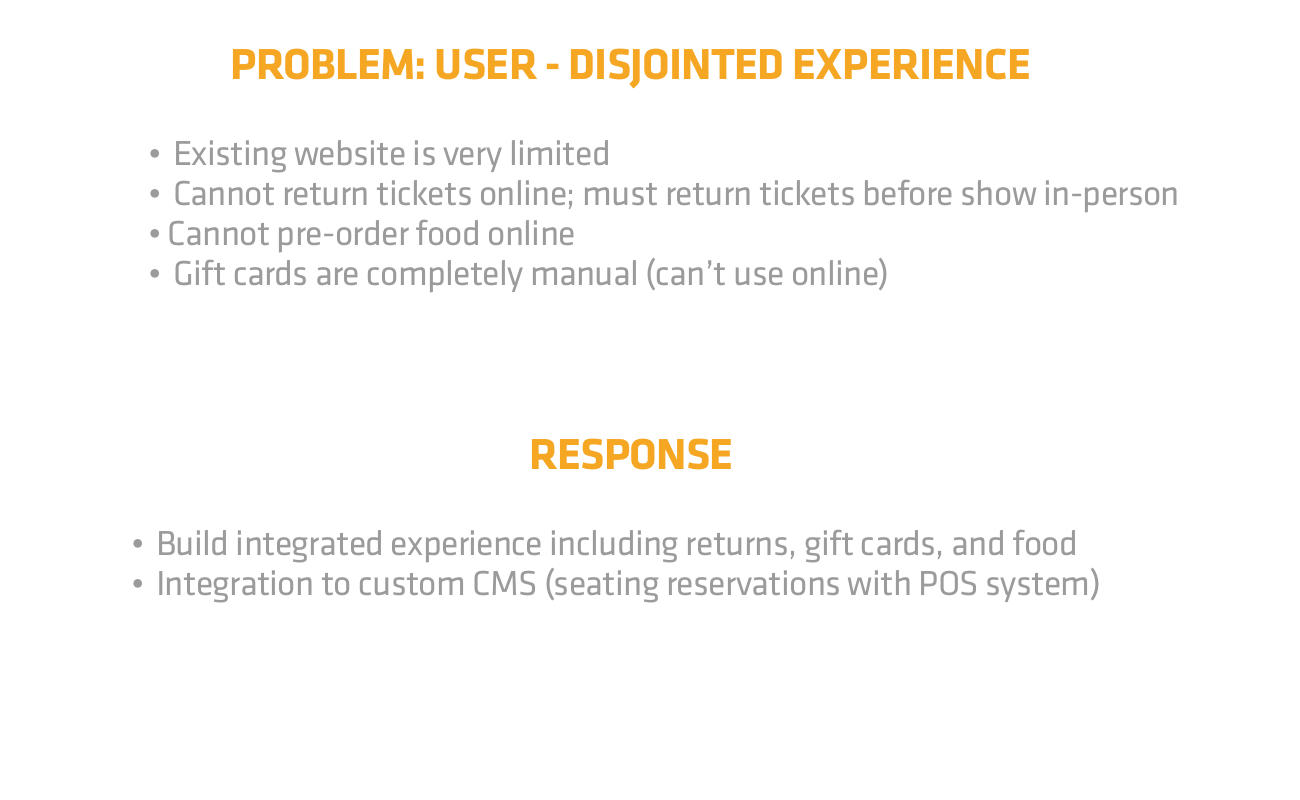 PROBLEM: USER - DISJOINTED EXPERIENCE
• Existing website is very limited
• Cannot return tickets online; must return tickets before show in-person
• Cannot pre-order food online
• Gift cards are completely manual (can’t use online)
RESPONSE
• Build integrated experience including returns, gift cards, and food
• Integration to custom CMS (seating reservations with POS system)